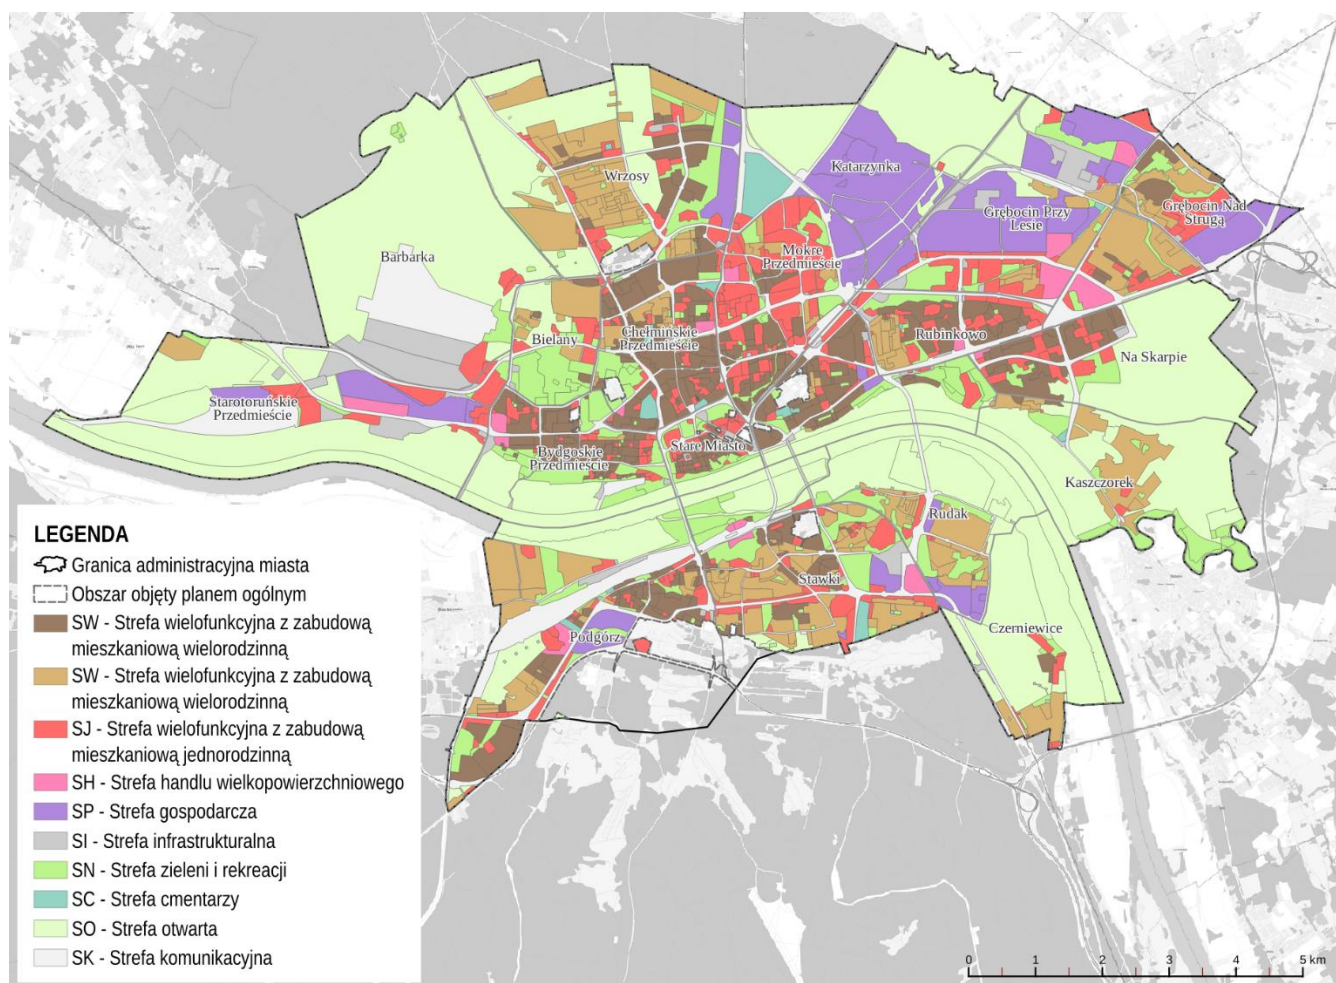 Wrzosy
Katarzynka
Grębocin Nad
Strugą
Grębocin Przy
Lesie
Barbarka
Mokre
Przedmieście
Bielany
Chełmińskie
Przedmieście
Rubinkowo
Na Skarpie
Starotoruńskie
Przedmieście
Bydgoskie
Przedmieście
Stare Miasto
Kaszczorek
Rudak
Stawki
Podgórz
Czerniewice
LEGENDA
Granica administracyjna miasta
Obszar objęty planem ogólnym
SW - Strefa wielofunkcyjna z zabudową
mieszkaniową wielorodzinną
SW - Strefa wielofunkcyjna z zabudową
mieszkaniową wielorodzinną
SJ - Strefa wielofunkcyjna z zabudową
mieszkaniową jednorodzinną
SH - Strefa handlu wielkopowierzchniowego
SP - Strefa gospodarcza
SI - Strefa infrastrukturalna
SN - Strefa zieleni i rekreacji
SC - Strefa cmentarzy
SO - Strefa otwarta
SK - Strefa komunikacyjna
0 1 2 3 4 5 km